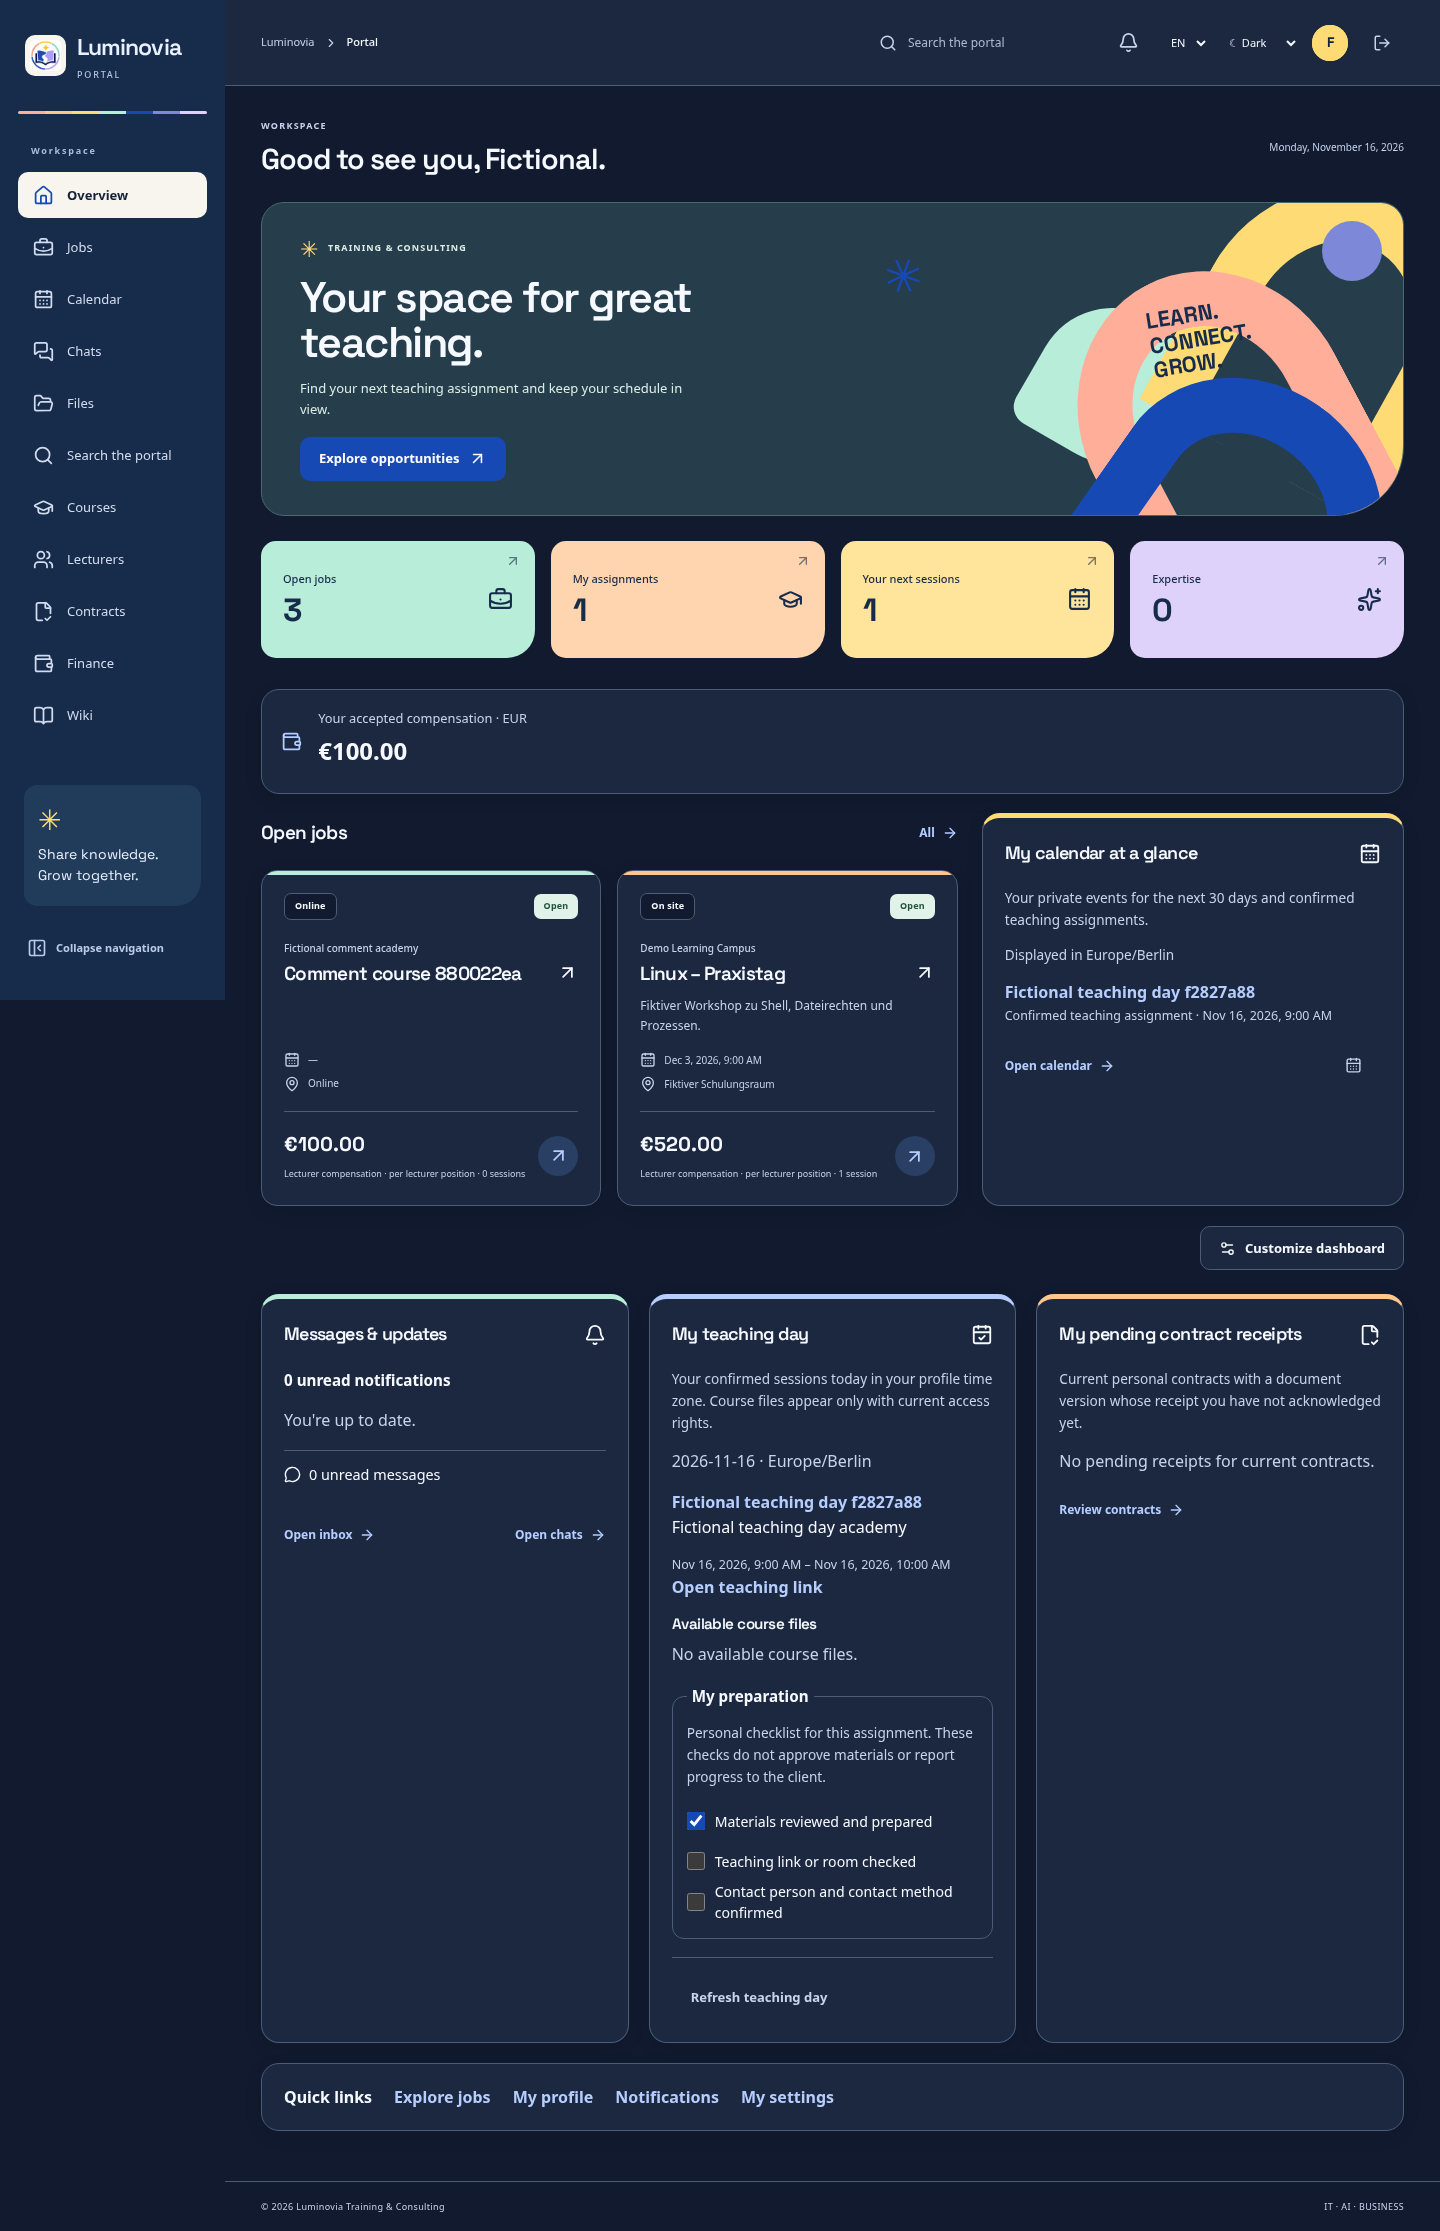 Luminovia
PORTAL
Workspace
Overview
Jobs
Calendar
Chats
Files
Search the portal
Courses
Lecturers
Contracts
Finance
Wiki
Share knowledge.
Grow together.
Collapse navigation
Luminovia
Portal
Search the portal
EN
Dark
F
WORKSPACE
Good to see you, Fictional.
Monday, November 16, 2026
TRAINING & CONSULTING
Your space for great
teaching.
Find your next teaching assignment and keep your schedule in
view.
Explore opportunities
LEARN.
CONNECT.
GROW.
Open jobs
3
My assignments
1
Your next sessions
1
Expertise
0
Your accepted compensation · EUR
€100.00
Open jobs
All
Online
Open
Fictional comment academy
Comment course 880022ea
—
Online
€100.00
Lecturer compensation · per lecturer position · 0 sessions
On site
Open
Demo Learning Campus
Linux – Praxistag
Fiktiver Workshop zu Shell, Dateirechten und
Prozessen.
Dec 3, 2026, 9:00 AM
Fiktiver Schulungsraum
€520.00
Lecturer compensation · per lecturer position · 1 session
My calendar at a glance
Your private events for the next 30 days and confirmed
teaching assignments.
Displayed in Europe/Berlin
Fictional teaching day f2827a88
Confirmed teaching assignment · Nov 16, 2026, 9:00 AM
Open calendar
Customize dashboard
Messages & updates
0 unread notifications
You're up to date.
0 unread messages
Open inbox
Open chats
My teaching day
Your confirmed sessions today in your profile time
zone. Course files appear only with current access
rights.
2026-11-16 · Europe/Berlin
Fictional teaching day f2827a88
Fictional teaching day academy
Nov 16, 2026, 9:00 AM – Nov 16, 2026, 10:00 AM
Open teaching link
Available course files
No available course files.
My preparation
Personal checklist for this assignment. These
checks do not approve materials or report
progress to the client.
Materials reviewed and prepared
Teaching link or room checked
Contact person and contact method
confirmed
Refresh teaching day
My pending contract receipts
Current personal contracts with a document
version whose receipt you have not acknowledged
yet.
No pending receipts for current contracts.
Review contracts
Quick links
Explore jobs
My profile
Notifications
My settings
© 2026 Luminovia Training & Consulting
IT · AI · BUSINESS